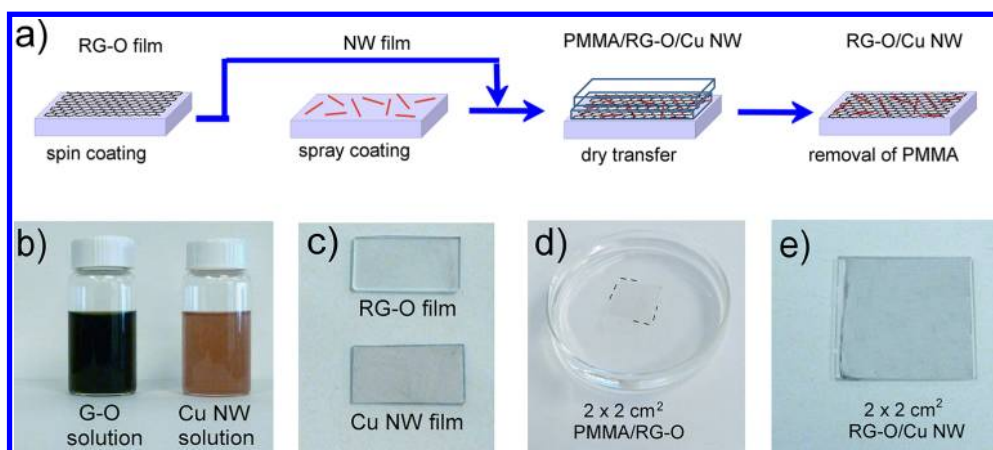 a)
RG-O film
NW film
PMMA/RG-O/Cu NW
RG-O/Cu NW
spin coating
spray coating
dry transfer
removal of PMMA
b)
G-O
solution
Cu NW
solution
c)
RG-O film
Cu NW film
d)
2 x 2 cm²
PMMA/RG-O
e)
2 x 2 cm²
RG-O/Cu NW